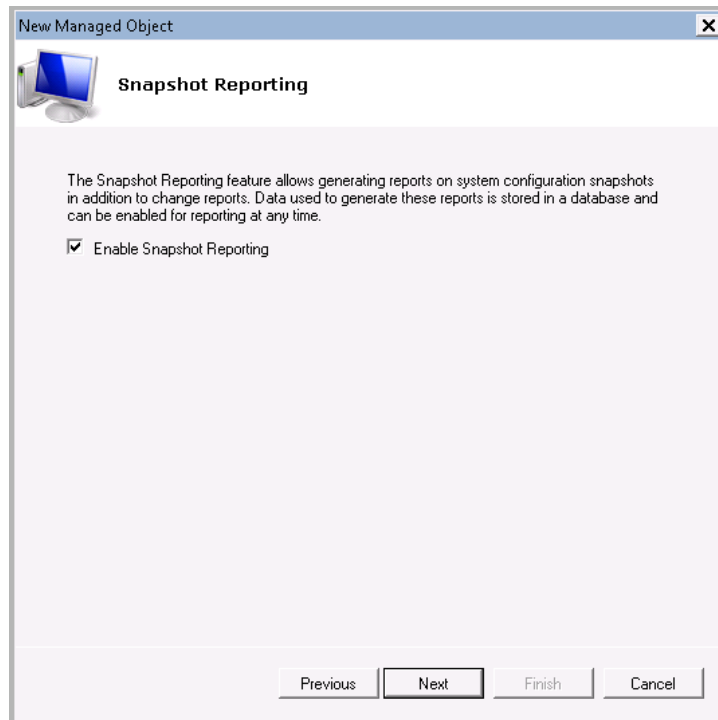 New Managed Object
Snapshot Reporting
The Snapshot Reporting feature allows generating reports on system configuration snapshots
in addition to change reports. Data used to generate these reports is stored in a database and
can be enabled for reporting at any time.
Enable Snapshot Reporting
Previous
Next
Finish
Cancel